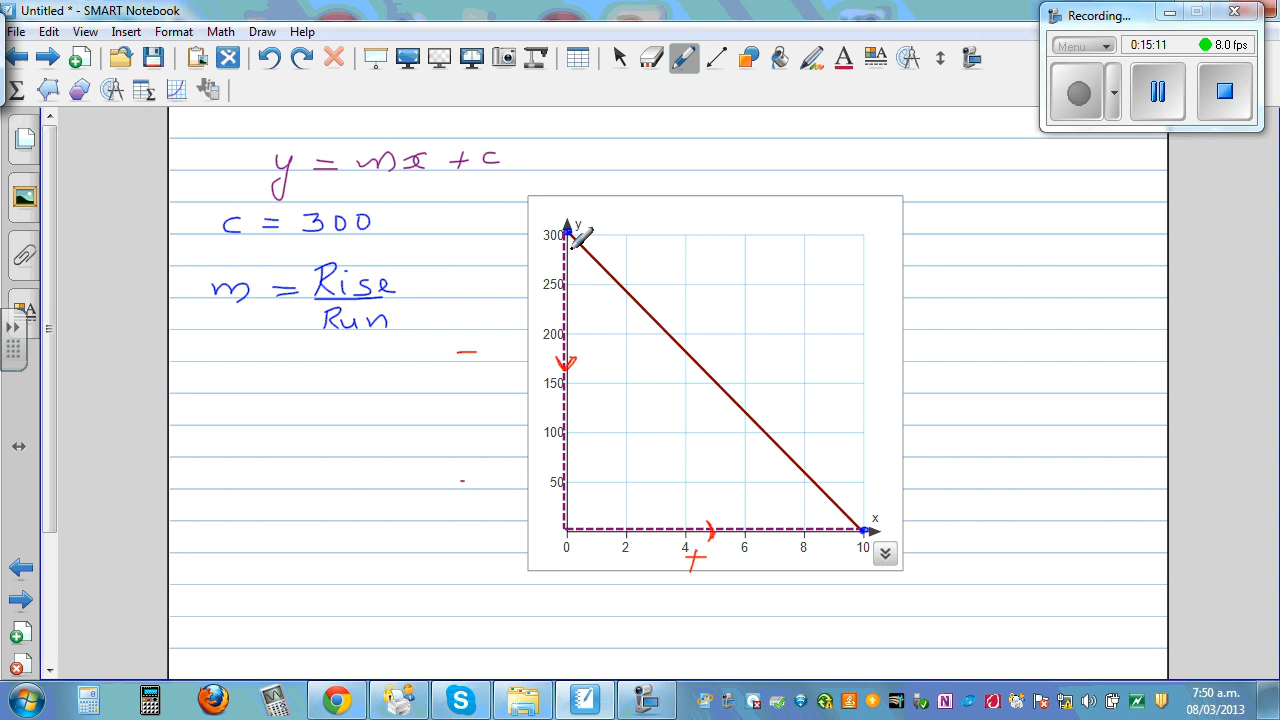 Untitled * - SMART Notebook
Recording...
File Edit View Insert Format Math Draw Help
Menu 0:15:11 8.0 fps
y = mx + c
c = 300
m = Rise
Run
−
y
300
250
200
150
100
50
x
0 2 4 6 8 10
+
7:50 a.m.
08/03/2013